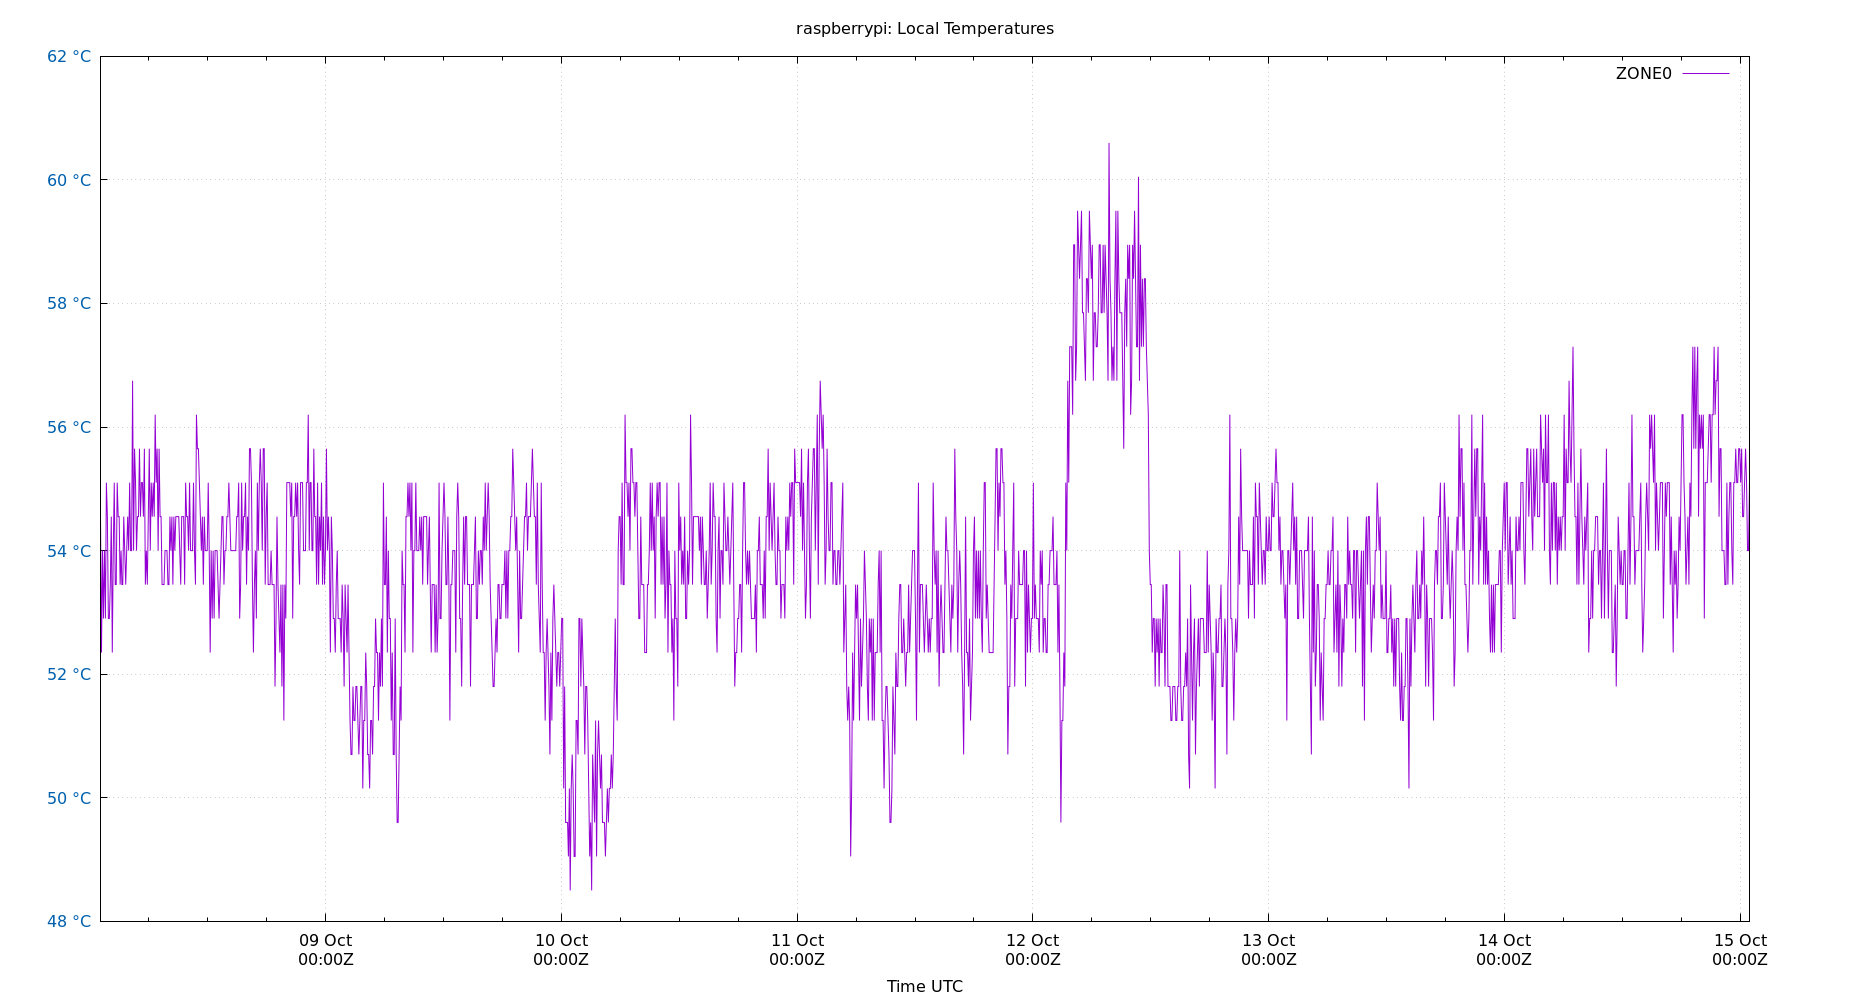 raspberrypi: Local Temperatures
62 °C
ZONE0
60 °C
58 °C
56 °C
54 °C
52 °C
50 °C
48 °C
09 Oct 10 Oct 11 Oct 12 Oct 13 Oct 14 Oct 15 Oct
00:00Z 00:00Z 00:00Z 00:00Z 00:00Z 00:00Z 00:00Z
Time UTC